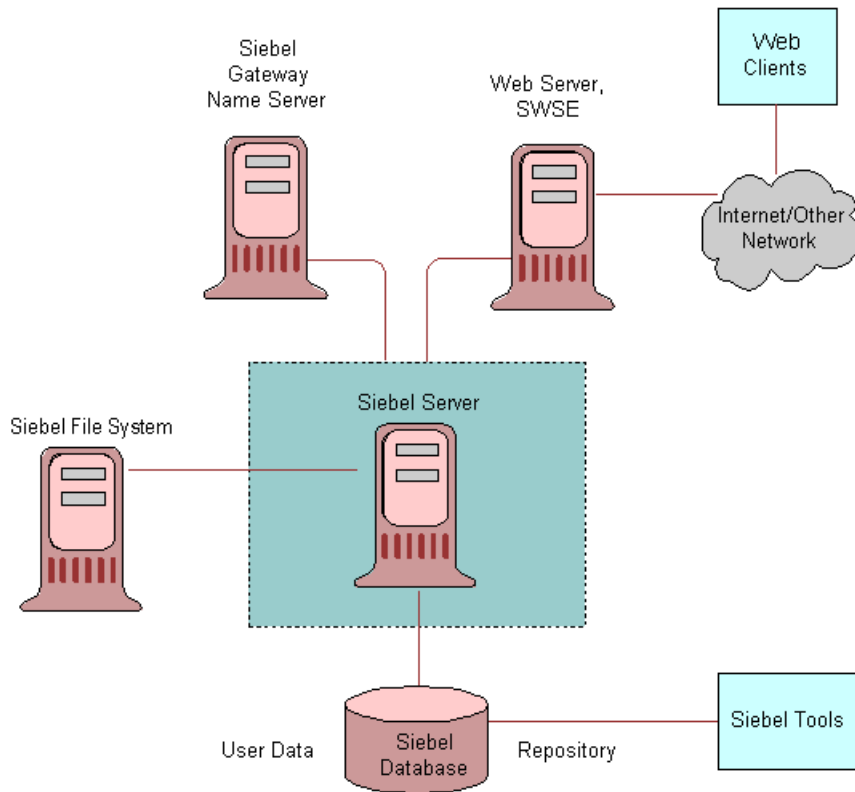 Siebel
Gateway
Name Server
Web Server,
SWSE
Web
Clients
Internet/Other
Network
Siebel Server
Siebel File System
User Data
Siebel
Database
Repository
Siebel Tools